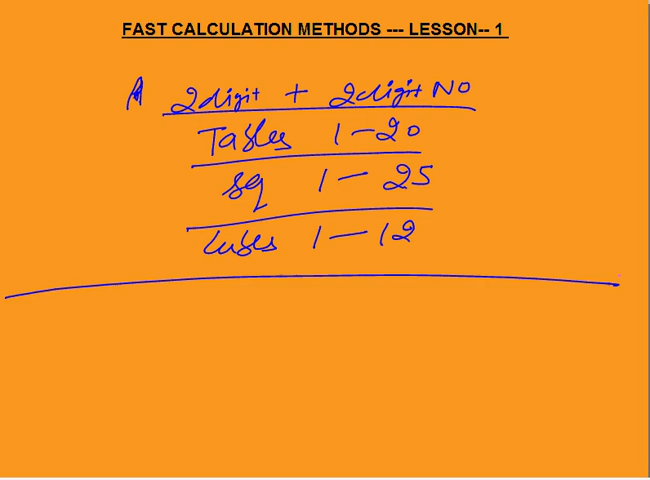 FAST CALCULATION METHODS --- LESSON-- 1
A 2digit + 2digit NO
Tables 1 - 20
sq 1 - 25
Cubes 1 - 12